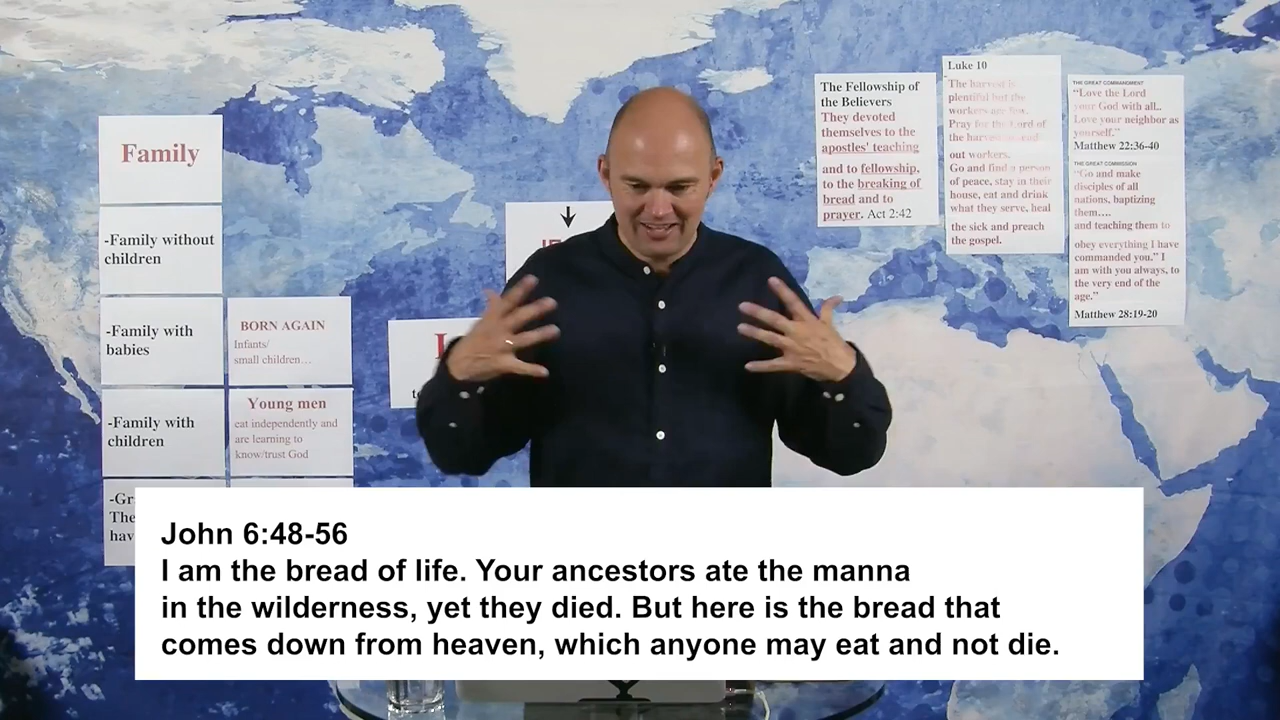 Family
-Family without
children
-Family with
babies
BORN AGAIN
Infants/
small children…
-Family with
children
Young men
eat independently and
are learning to
know/trust God
The Fellowship of
the Believers
They devoted
themselves to the
apostles' teaching
and to fellowship,
to the breaking of
bread and to
prayer. Act 2:42
Luke 10
The harvest is
plentiful but the
workers are few.
Pray for the Lord of
the harvest to send
out workers.
Go and find a person
of peace, stay in their
house, eat and drink
what they serve, heal
the sick and preach
the gospel.
THE GREAT COMMANDMENT
“Love the Lord
your God with all..
Love your neighbor as
yourself.”
Matthew 22:36-40
THE GREAT COMMISSION
“Go and make
disciples of all
nations, baptizing
them….
and teaching them to
obey everything I have
commanded you.” I
am with you always, to
the very end of the
age.”
Matthew 28:19-20
John 6:48-56
I am the bread of life. Your ancestors ate the manna
in the wilderness, yet they died. But here is the bread that
comes down from heaven, which anyone may eat and not die.